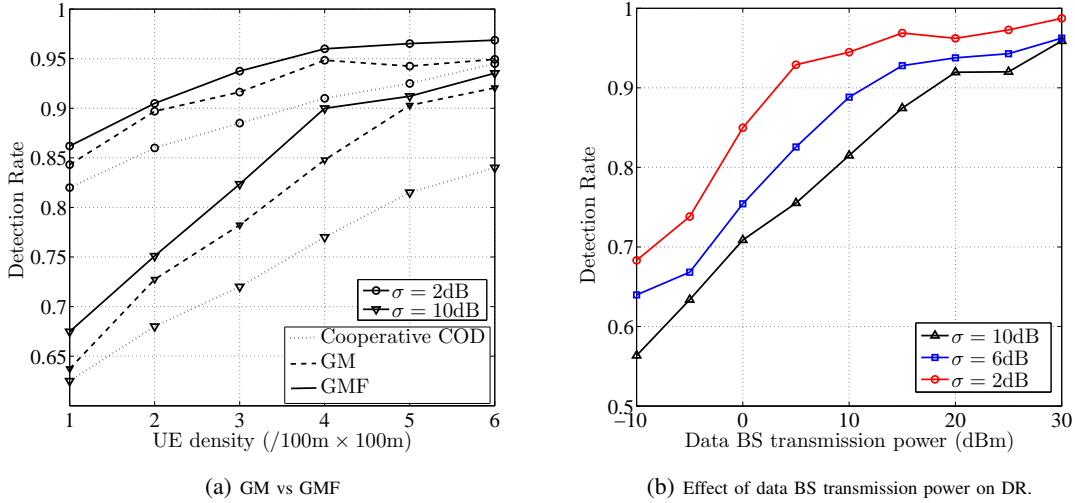 1
0.95
0.9
0.85
0.8
0.75
0.7
0.65
Detection Rate
σ = 2dB
σ = 10dB
Cooperative COD
GM
GMF
1 2 3 4 5 6
UE density (/100m × 100m)
(a) GM vs GMF
1
0.9
0.8
0.7
0.6
0.5
Detection Rate
σ = 10dB
σ = 6dB
σ = 2dB
−10 0 10 20 30
Data BS transmission power (dBm)
(b) Effect of data BS transmission power on DR.